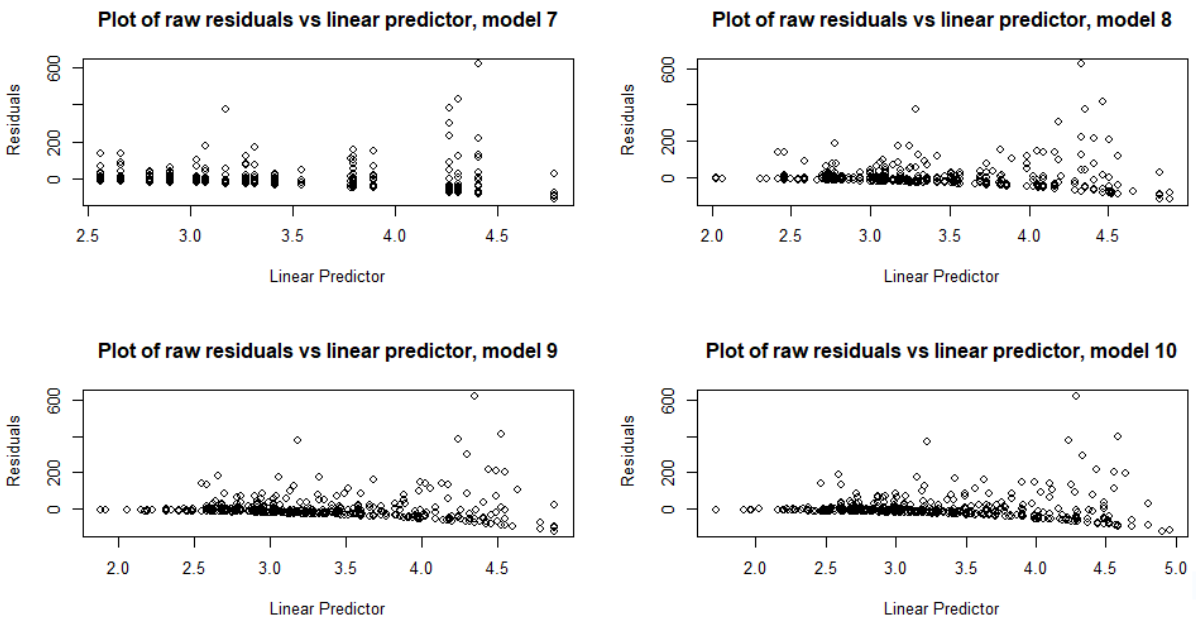 Plot of raw residuals vs linear predictor, model 7
Residuals
600
200
0
2.5 3.0 3.5 4.0 4.5
Linear Predictor
Plot of raw residuals vs linear predictor, model 8
Residuals
600
200
0
2.0 2.5 3.0 3.5 4.0 4.5
Linear Predictor
Plot of raw residuals vs linear predictor, model 9
Residuals
600
200
0
2.0 2.5 3.0 3.5 4.0 4.5
Linear Predictor
Plot of raw residuals vs linear predictor, model 10
Residuals
600
200
0
2.0 2.5 3.0 3.5 4.0 4.5 5.0
Linear Predictor